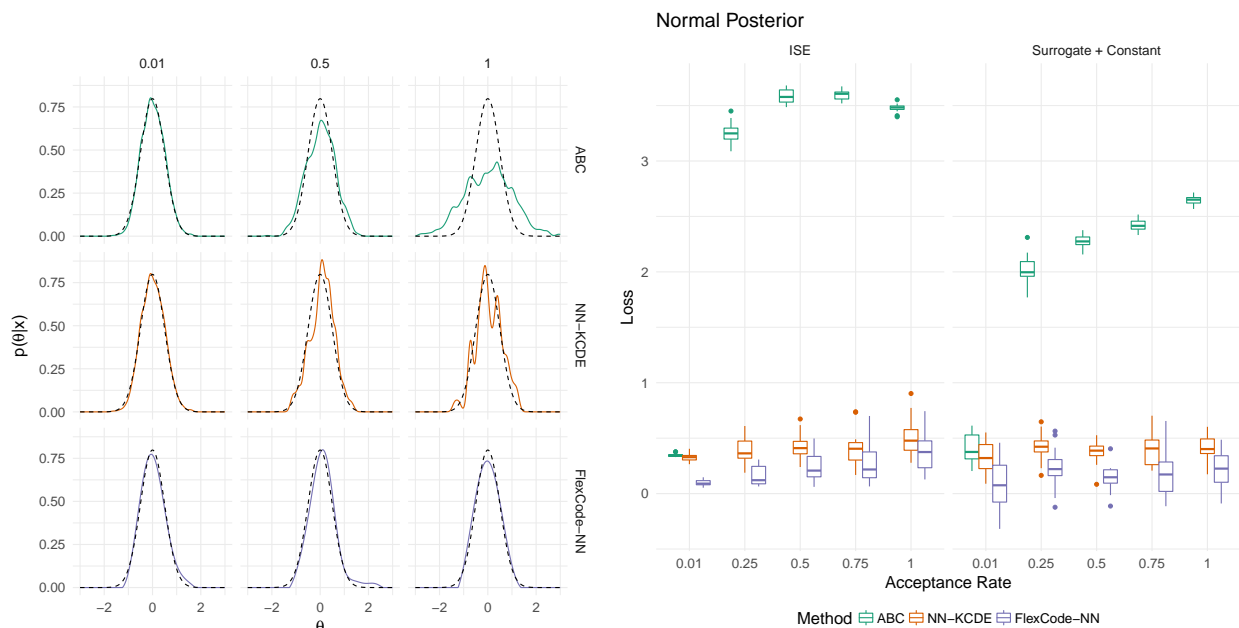 0.01 0.5 1
0.75
0.50
0.25
0.00
ABC
0.75
0.50
0.25
0.00
NN−KCDE
0.75
0.50
0.25
0.00
FlexCode−NN
p(θ|x)
−2 0 2 −2 0 2 −2 0 2
θ
Normal Posterior
ISE Surrogate + Constant
3
2
1
0
Loss
0.01 0.25 0.5 0.75 1 0.01 0.25 0.5 0.75 1
Acceptance Rate
Method ABC NN−KCDE FlexCode−NN